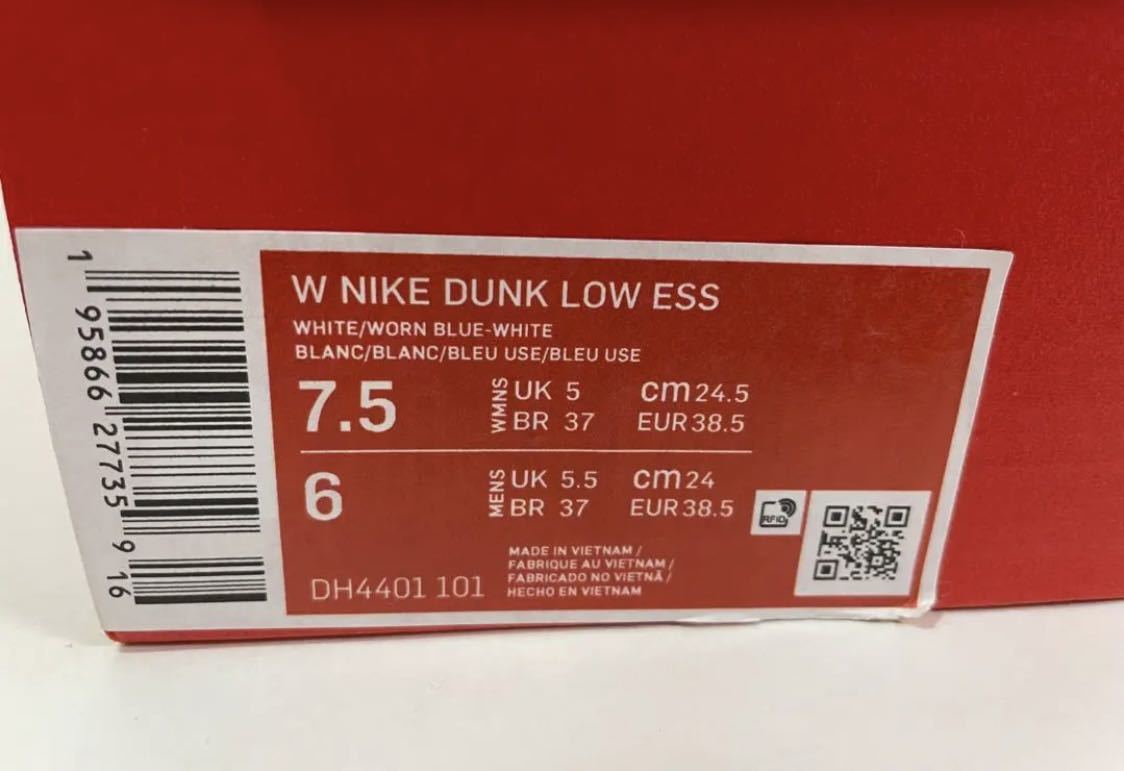 W NIKE DUNK LOW ESS
WHITE/WORN BLUE-WHITE
BLANC/BLANC/BLEU USE/BLEU USE
7.5 WMNS UK 5 cm 24.5
BR 37 EUR 38.5
6 MENS UK 5.5 cm 24
BR 37 EUR 38.5
RFID
MADE IN VIETNAM /
FABRIQUE AU VIETNAM /
FABRICADO NO VIETNÃ /
HECHO EN VIETNAM
DH4401 101
1 95866 27735 9 16